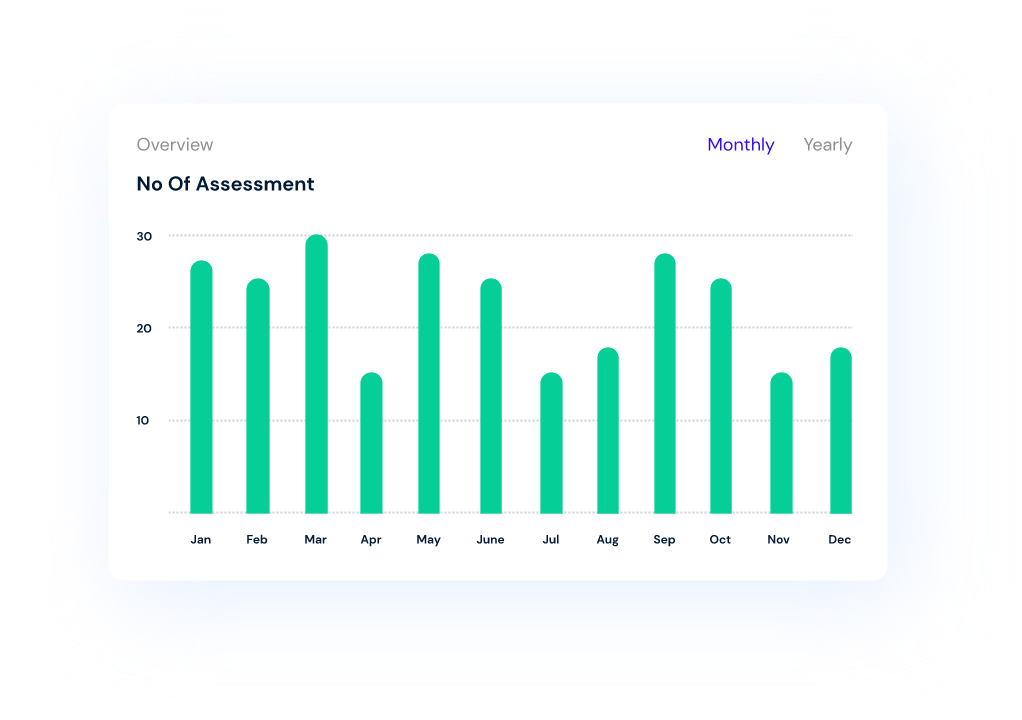 Overview Monthly Yearly
No Of Assessment
30
20
10
Jan Feb Mar Apr May June Jul Aug Sep Oct Nov Dec